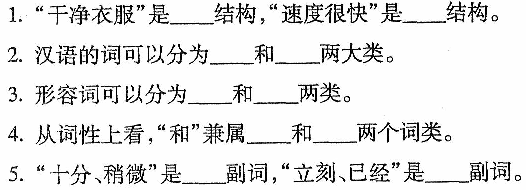 1. “干净衣服”是____结构,“速度很快”是____结构。
2. 汉语的词可以分为____和____两大类。
3. 形容词可以分为____和____两类。
4. 从词性上看,“和”兼属____和____两个词类。
5. “十分、稍微”是____副词,“立刻、已经”是____副词。